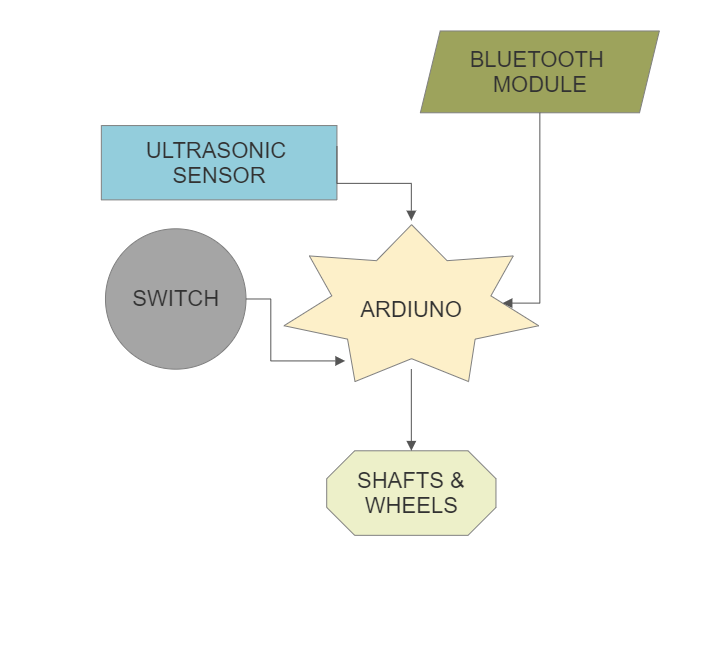 BLUETOOTH
MODULE
ULTRASONIC
SENSOR
SWITCH
ARDIUNO
SHAFTS &
WHEELS